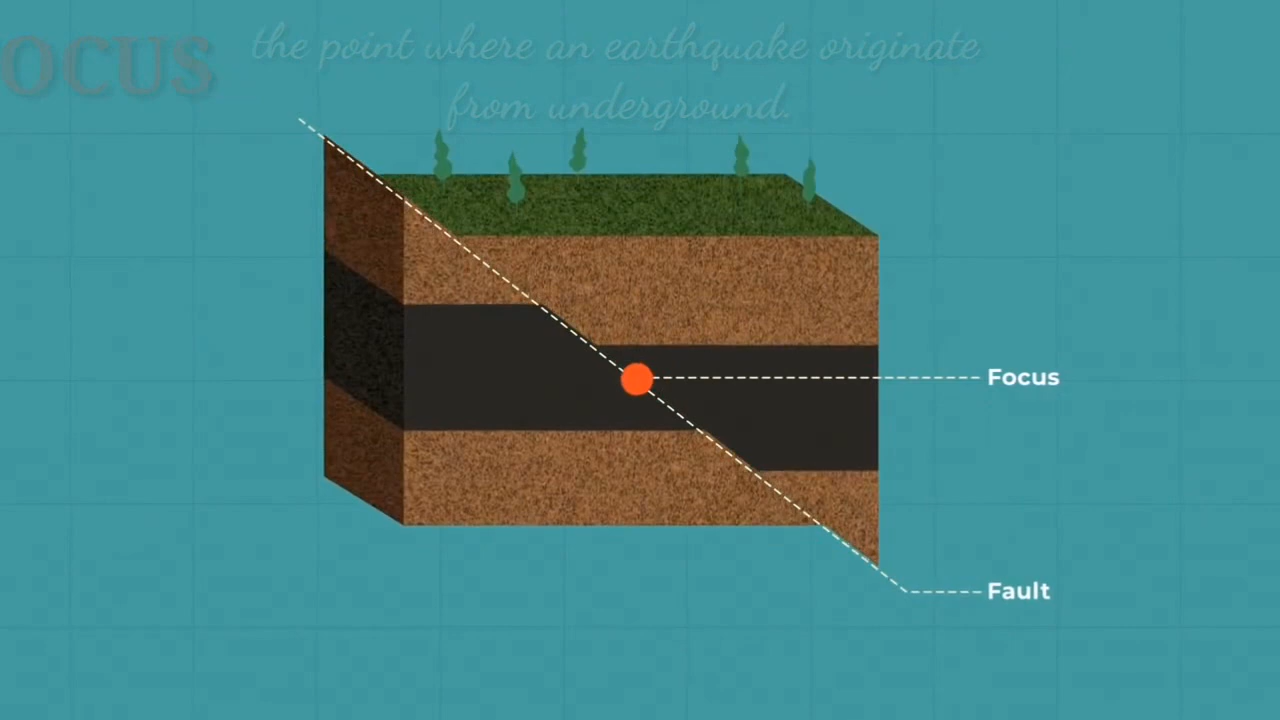 OCUS
the point where an earthquake originate
from underground.
Focus
Fault